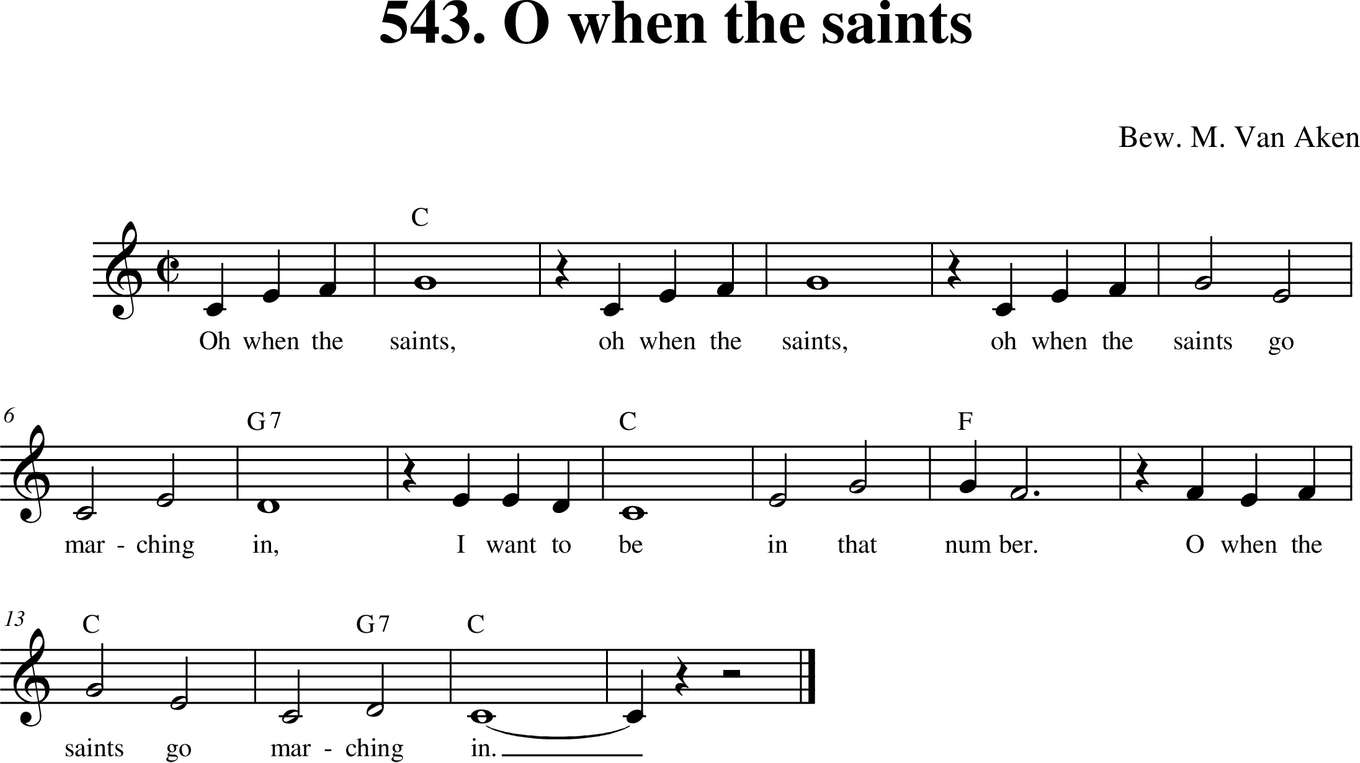 543. O when the saints
Bew. M. Van Aken
C
Oh when the saints, oh when the saints, oh when the saints go
6 G7 C F
mar - ching in, I want to be in that num ber. O when the
13 C G7 C
saints go mar - ching in.